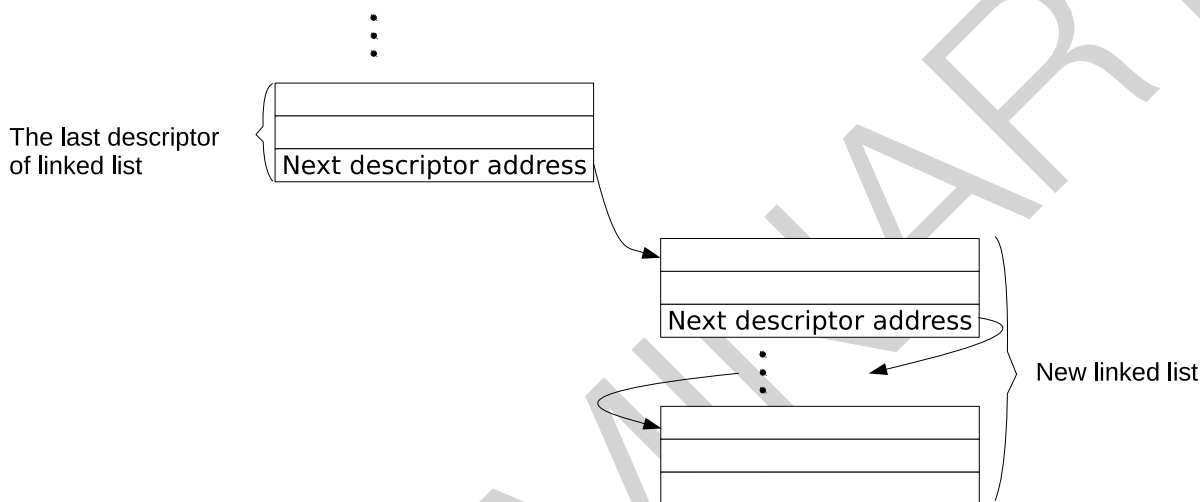 The last descriptor
of linked list
Next descriptor address
Next descriptor address
New linked list